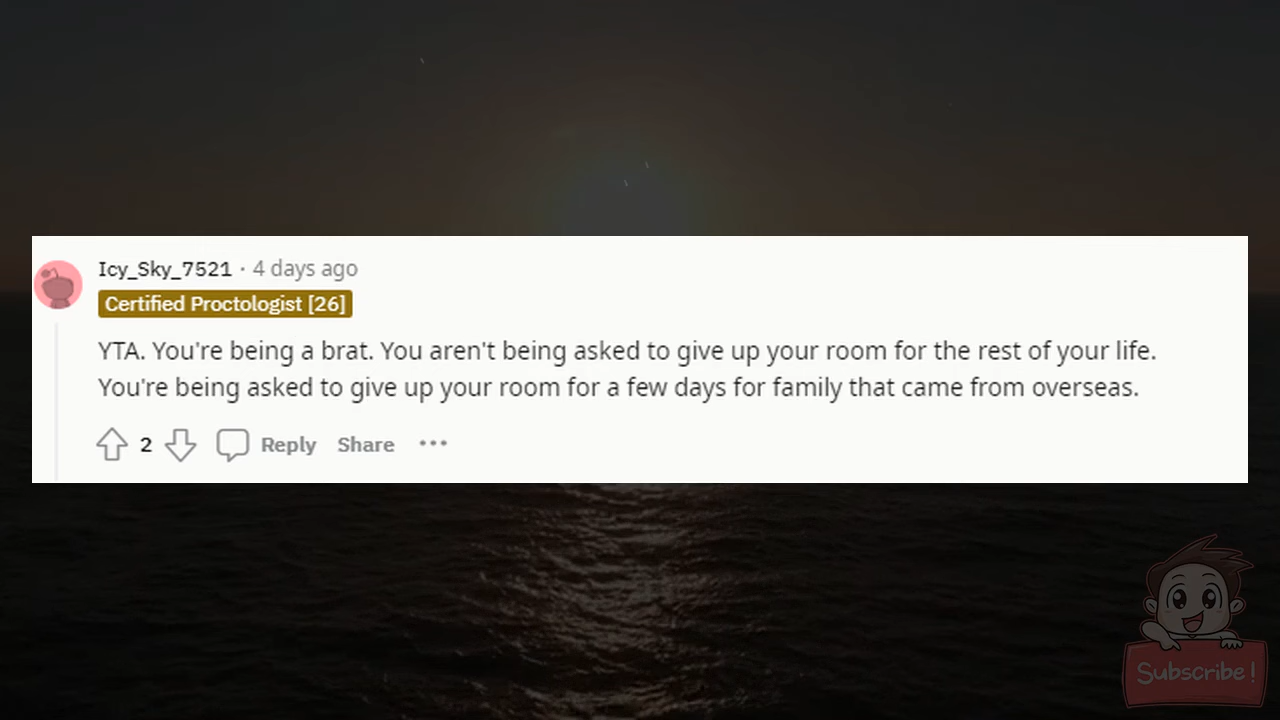 Icy_Sky_7521 · 4 days ago
Certified Proctologist [26]
YTA. You're being a brat. You aren't being asked to give up your room for the rest of your life.
You're being asked to give up your room for a few days for family that came from overseas.
2 Reply Share ···
Subscribe!